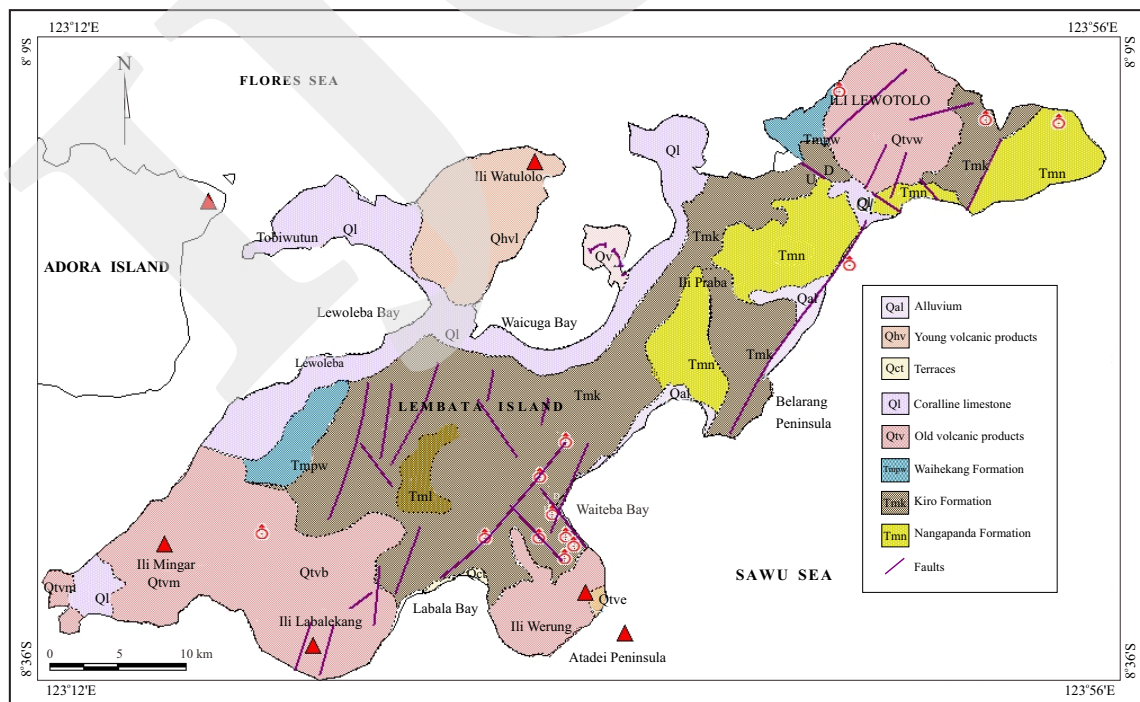 123°12'E
123°56'E
8° 9'S
8° 9'S
N
FLORES SEA
ILI LEWOTOLO
Tmpw
Qtvw
Ql
Ili Watulolo
U
D
Tmk
Tmn
Tmn
Ql
Tobiwutun
Ql
Qhvl
Qv
Tmk
Tmn
ADORA ISLAND
Ili Praba
Qal
Lewoleba Bay
Waicuga Bay
Ql
Lewoleba
Tmn
Tmk
Qal
LEMBATA ISLAND
Tmk
Belarang
Peninsula
Tmpw
Tml
Waiteba Bay
Ili Mingar
Qtvm
Qtvm
Ql
Qtvb
Qct
Labala Bay
SAWU SEA
Qtve
Ili Labalekang
Ili Werung
Atadei Peninsula
Qal Alluvium
Qhv Young volcanic products
Qct Terraces
Ql Coralline limestone
Qtv Old volcanic products
Tmpw Waihekang Formation
Tmk Kiro Formation
Tmn Nangapanda Formation
Faults
0 5 10 km
8°36'S
8°36'S
123°12'E
123°56'E